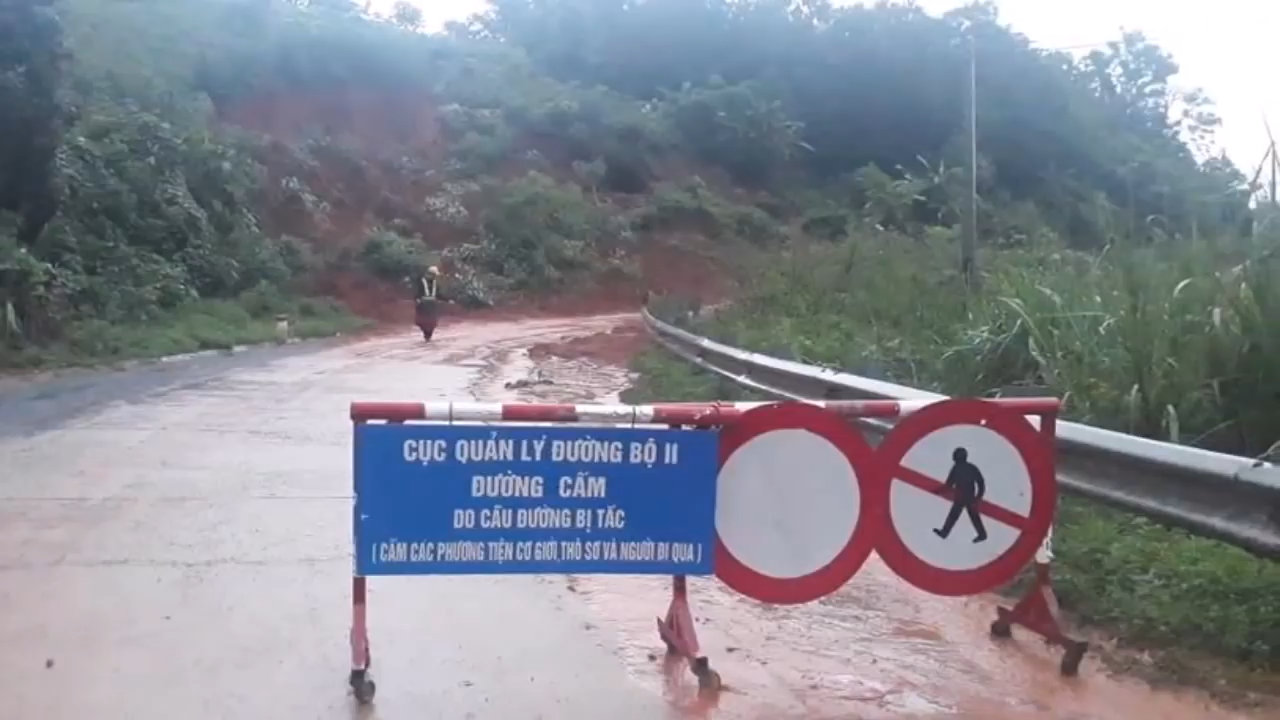 CỤC QUẢN LÝ ĐƯỜNG BỘ II
ĐƯỜNG CẤM
DO CẦU ĐƯỜNG BỊ TẮC
( CẤM CÁC PHƯƠNG TIỆN CƠ GIỚI, THÔ SƠ VÀ NGƯỜI ĐI QUA )